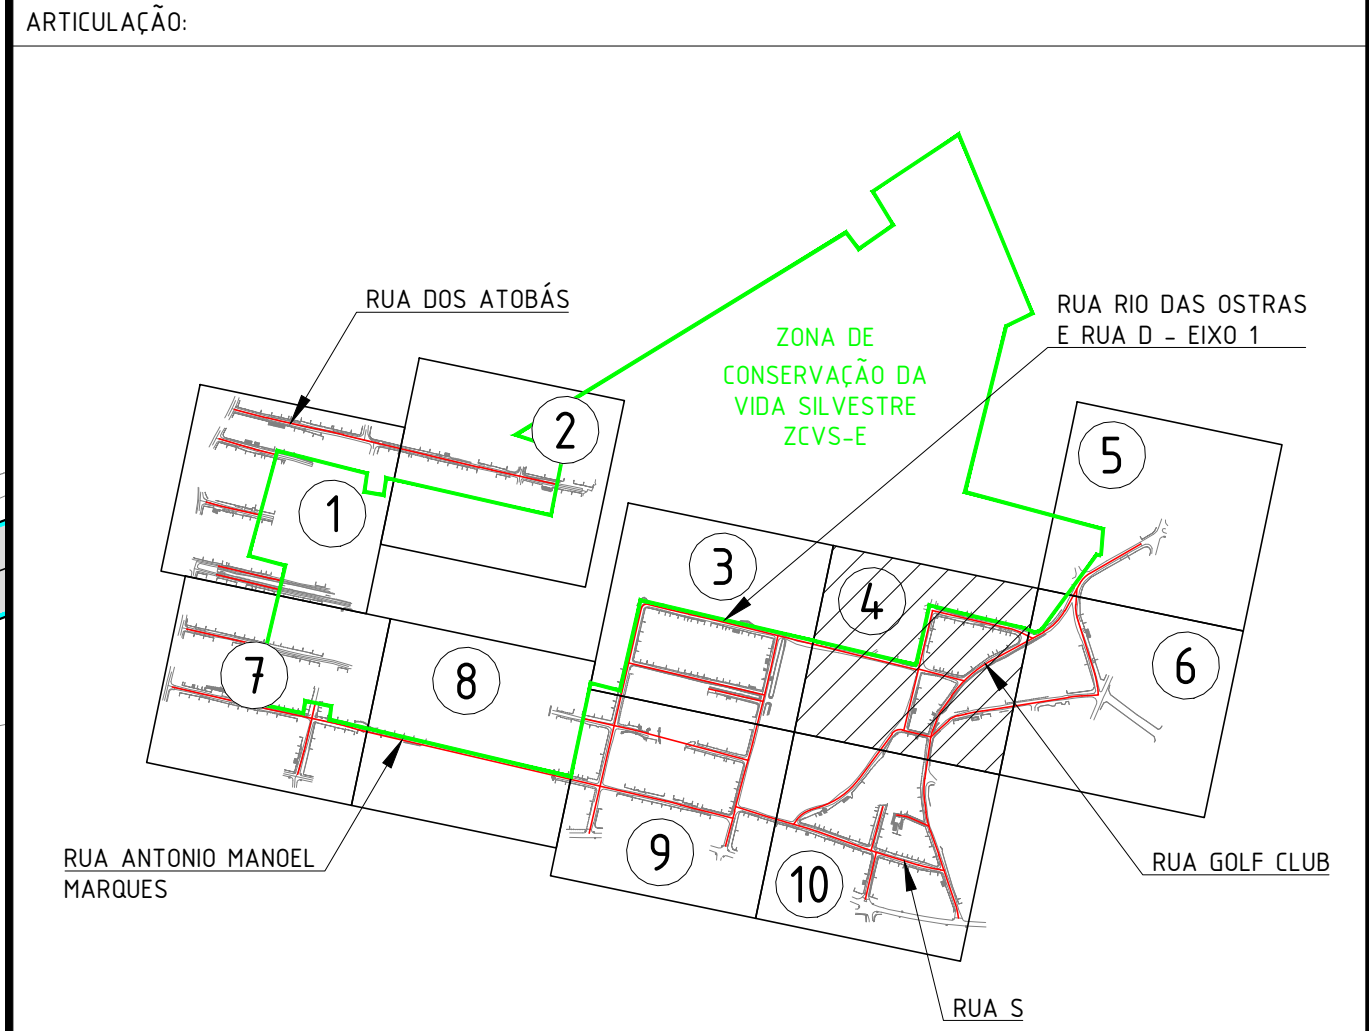 ARTICULAÇÃO:
RUA DOS ATOBÁS
RUA RIO DAS OSTRAS
E RUA D - EIXO 1
ZONA DE
CONSERVAÇÃO DA
VIDA SILVESTRE
ZCVS-E
2
5
1
3
4
6
7
8
9
10
RUA ANTONIO MANOEL
MARQUES
RUA GOLF CLUB
RUA S